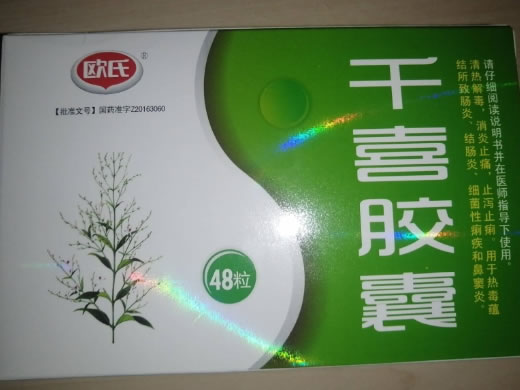 欧氏®
【批准文号】国药准字Z20163060
千喜胶囊
48粒
请仔细阅读说明书并在医师指导下使用。
清热解毒，消炎止痛，止泻止痢。用于热毒蕴
结所致肠炎、结肠炎、细菌性痢疾和鼻窦炎。